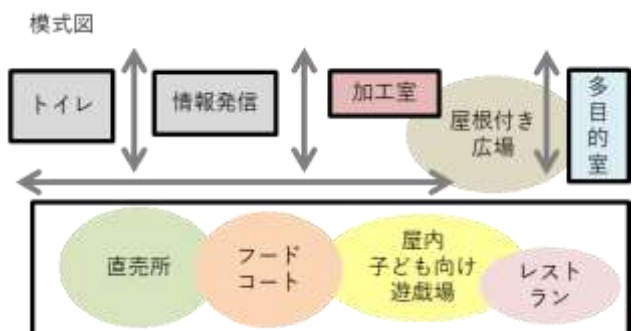 模式図
トイレ
情報発信
加工室
屋根付き
広場
多目的室
直売所
フード
コート
屋内
子ども向け
遊戯場
レスト
ラン